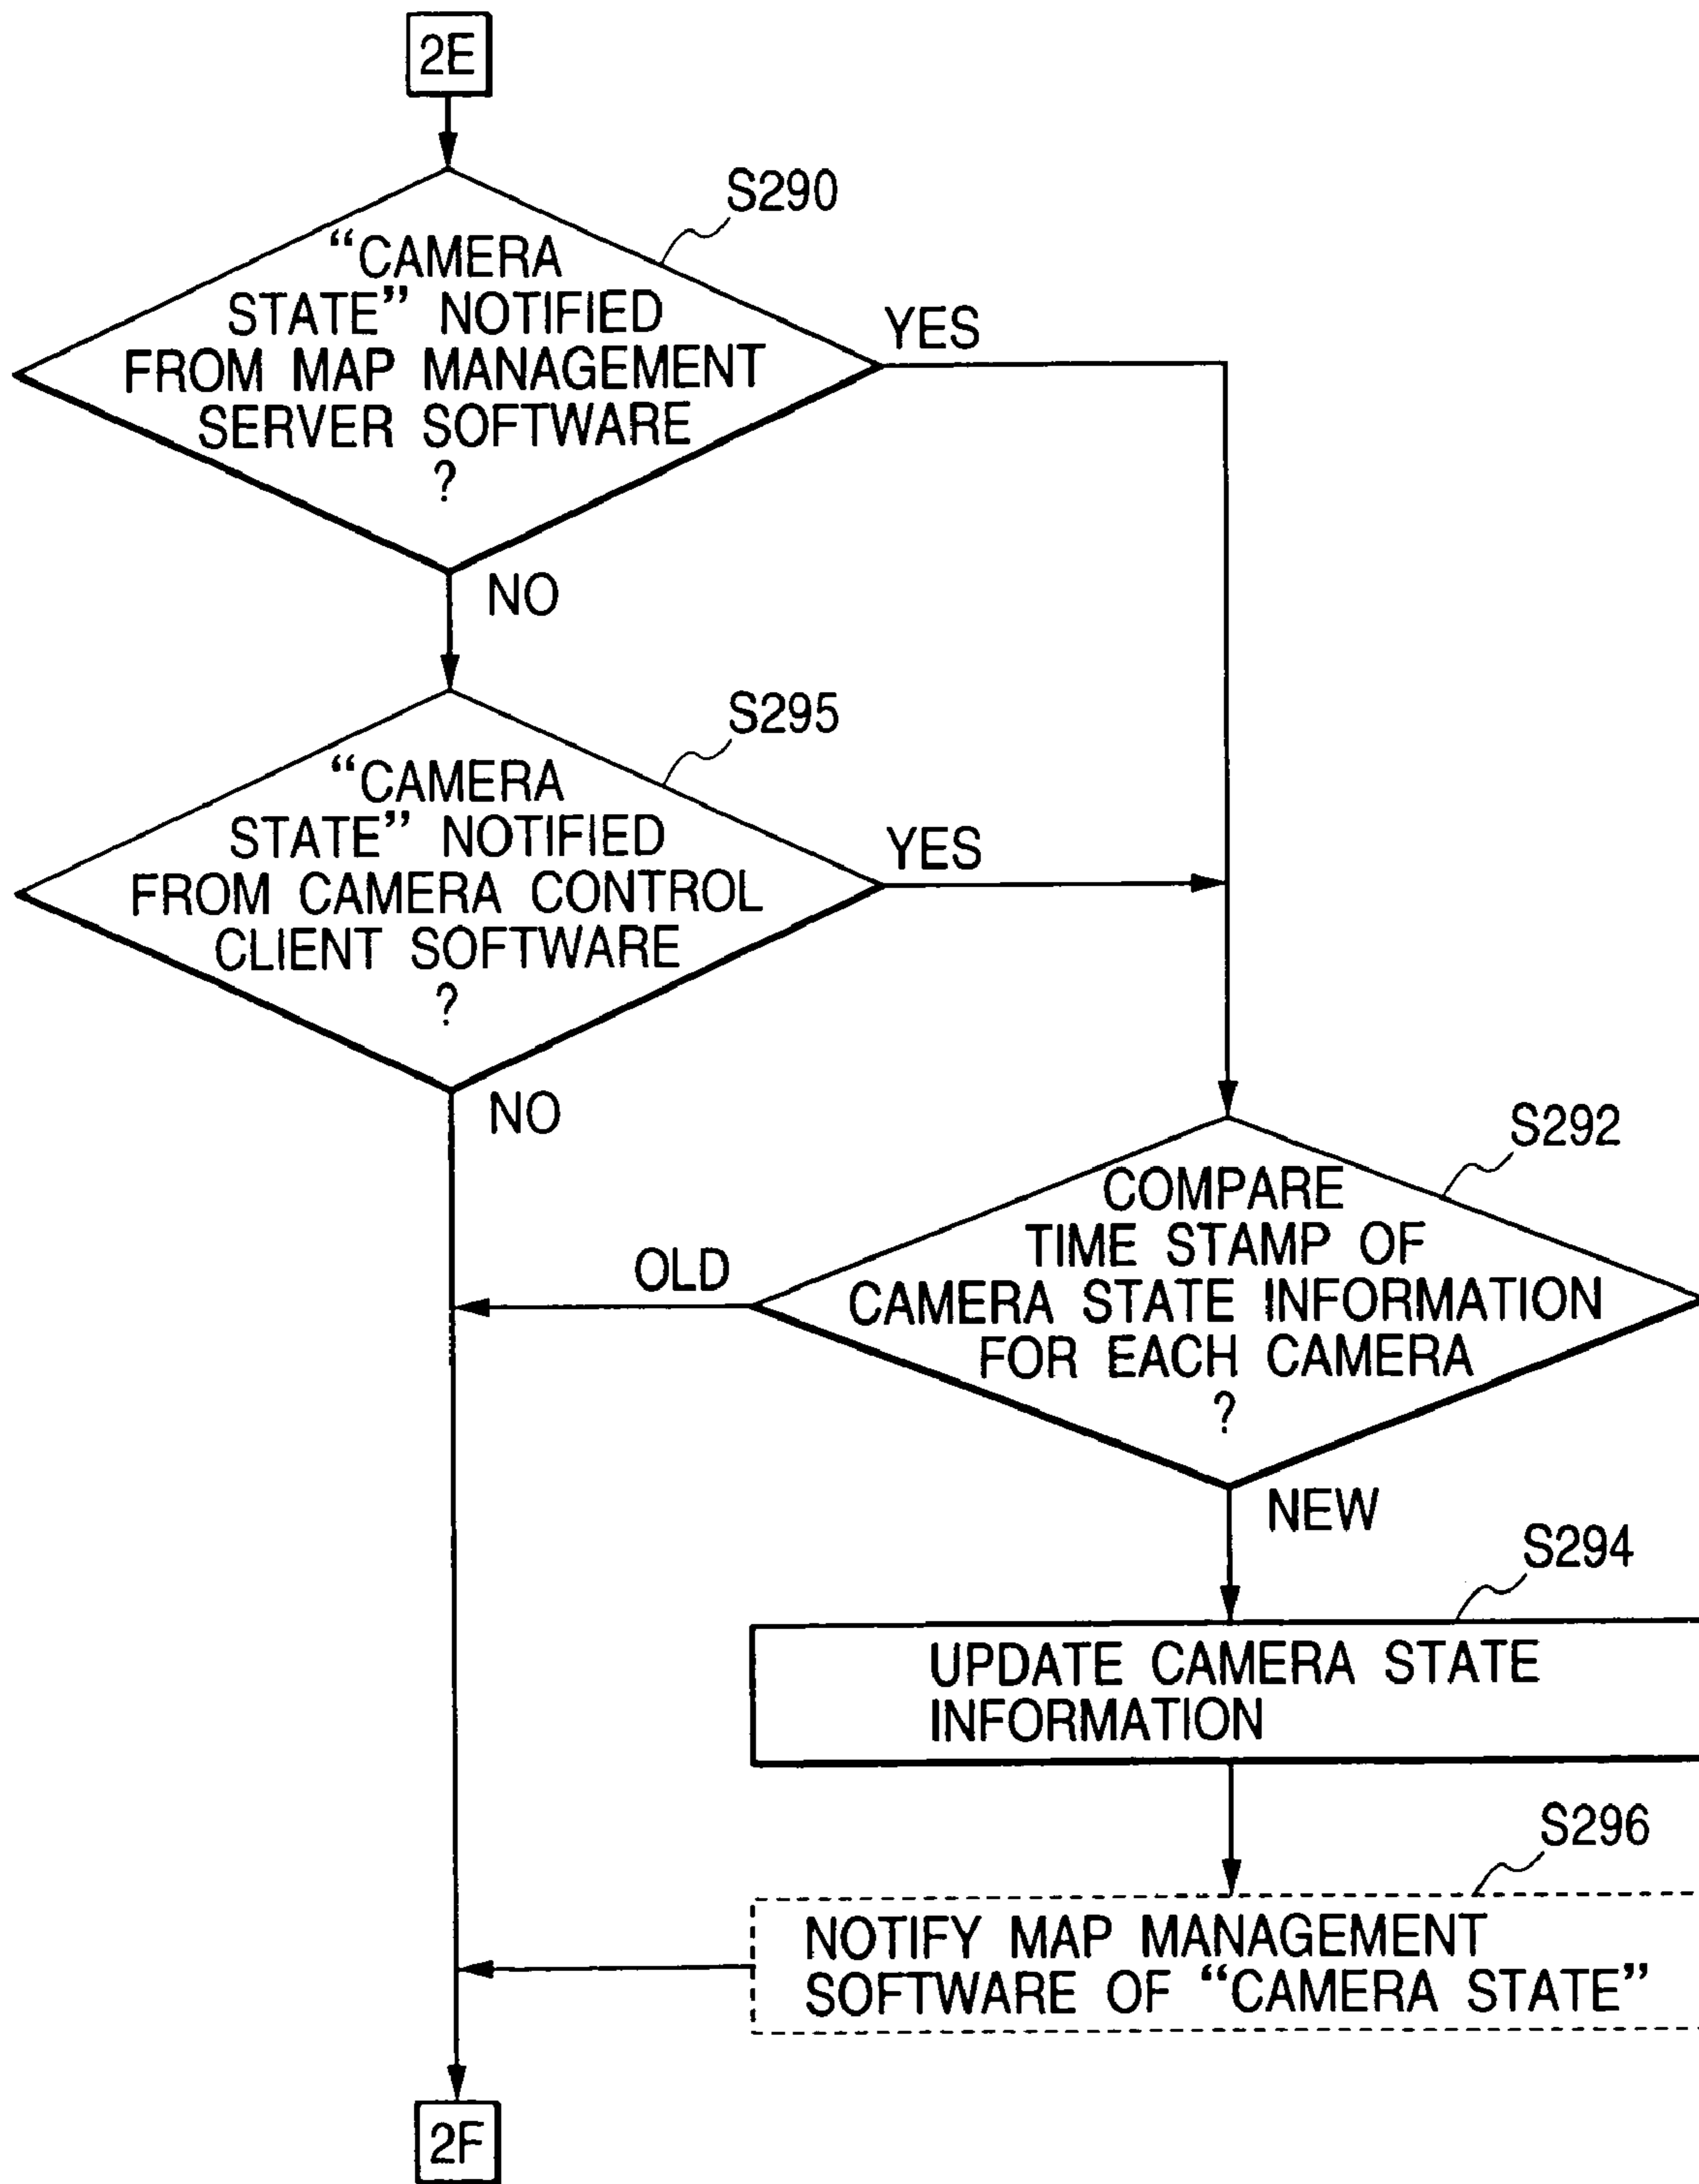 2E
S290
“CAMERA
STATE” NOTIFIED
FROM MAP MANAGEMENT
SERVER SOFTWARE
?
YES
NO
S295
“CAMERA
STATE” NOTIFIED
FROM CAMERA CONTROL
CLIENT SOFTWARE
?
YES
NO
S292
COMPARE
TIME STAMP OF
CAMERA STATE INFORMATION
FOR EACH CAMERA
?
OLD
NEW
S294
UPDATE CAMERA STATE
INFORMATION
S296
NOTIFY MAP MANAGEMENT
SOFTWARE OF “CAMERA STATE”
2F